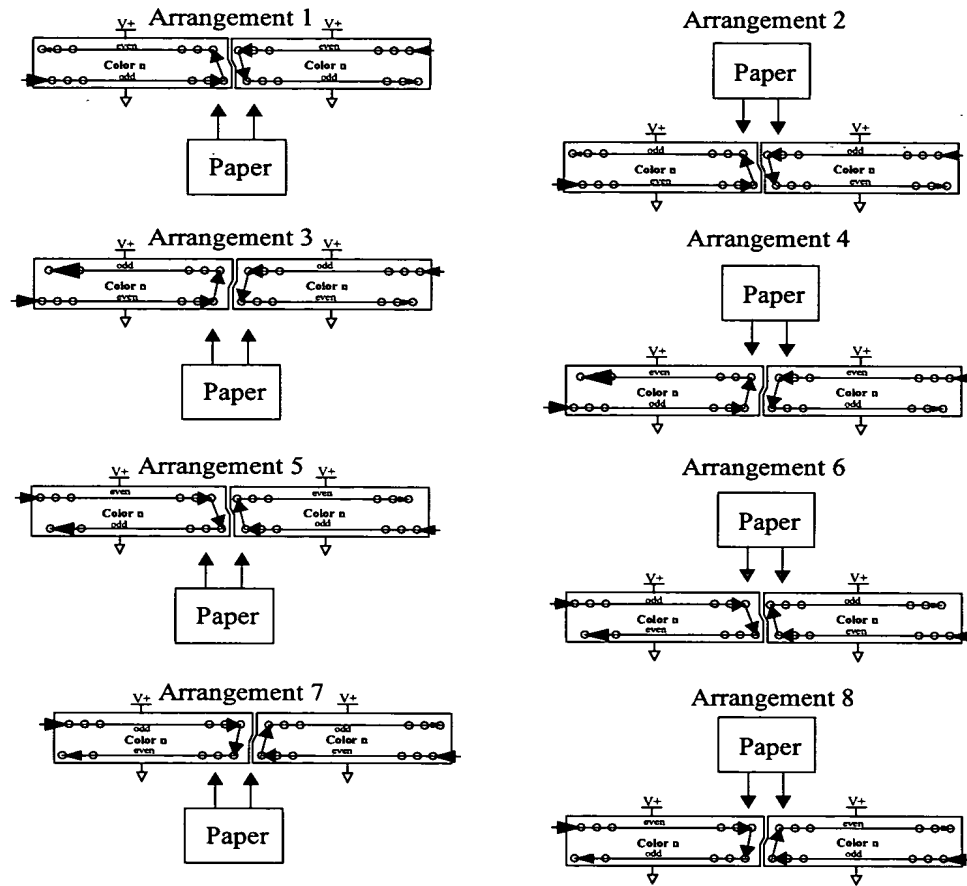 Arrangement 1
V+ V+
even even
Color n Color n
odd odd
Paper
Arrangement 2
Paper
V+ V+
odd odd
Color n Color n
even even
Arrangement 3
V+ V+
odd odd
Color n Color n
even even
Paper
Arrangement 4
Paper
V+ V+
even even
Color n Color n
odd odd
Arrangement 5
V+ V+
even even
Color n Color n
odd odd
Paper
Arrangement 6
Paper
V+ V+
odd odd
Color n Color n
even even
Arrangement 7
V+ V+
odd odd
Color n Color n
even even
Paper
Arrangement 8
Paper
V+ V+
even even
Color n Color n
odd odd